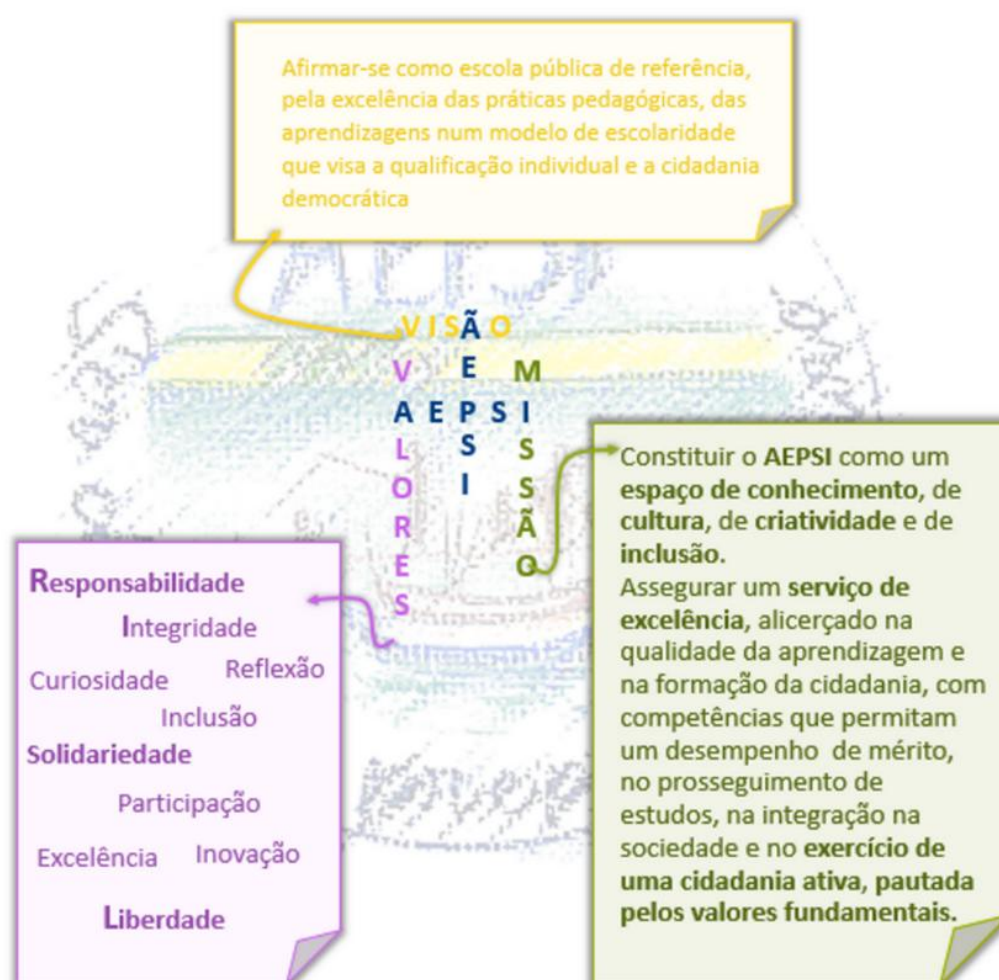 Afirmar-se como escola pública de referência,
pela excelência das práticas pedagógicas, das
aprendizagens num modelo de escolaridade
que visa a qualificação individual e a cidadania
democrática
VISÃO
AEPSI
VALORES
MISSÃO
AEPSI
Constituir o AEPSI como um
espaço de conhecimento, de
cultura, de criatividade e de
inclusão.
Assegurar um serviço de
excelência, alicerçado na
qualidade da aprendizagem e
na formação da cidadania, com
competências que permitam
um desempenho de mérito,
no prosseguimento de
estudos, na integração na
sociedade e no exercício de
uma cidadania ativa, pautada
pelos valores fundamentais.
Responsabilidade
Integridade
Reflexão
Curiosidade
Inclusão
Solidariedade
Participação
Excelência Inovação
Liberdade